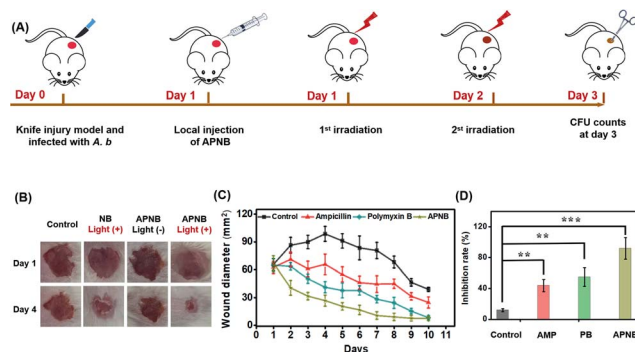 (A)
Day 0
Day 1
Day 1
Day 2
Day 3
Knife injury model and
infected with A. b
Local injection
of APNB
1st irradiation
2st irradiation
CFU counts
at day 3
(B)
Control
NB
Light (+)
APNB
Light (-)
APNB
Light (+)
Day 1
Day 4
(C)
Control
Ampicillin
Polymyxin B
APNB
Wound diameter (mm2)
120
90
60
30
0
0 1 2 3 4 5 6 7 8 9 10 11
Days
(D)
Inhibition rate (%)
120
80
40
0
**
**
***
Control
AMP
PB
APNB